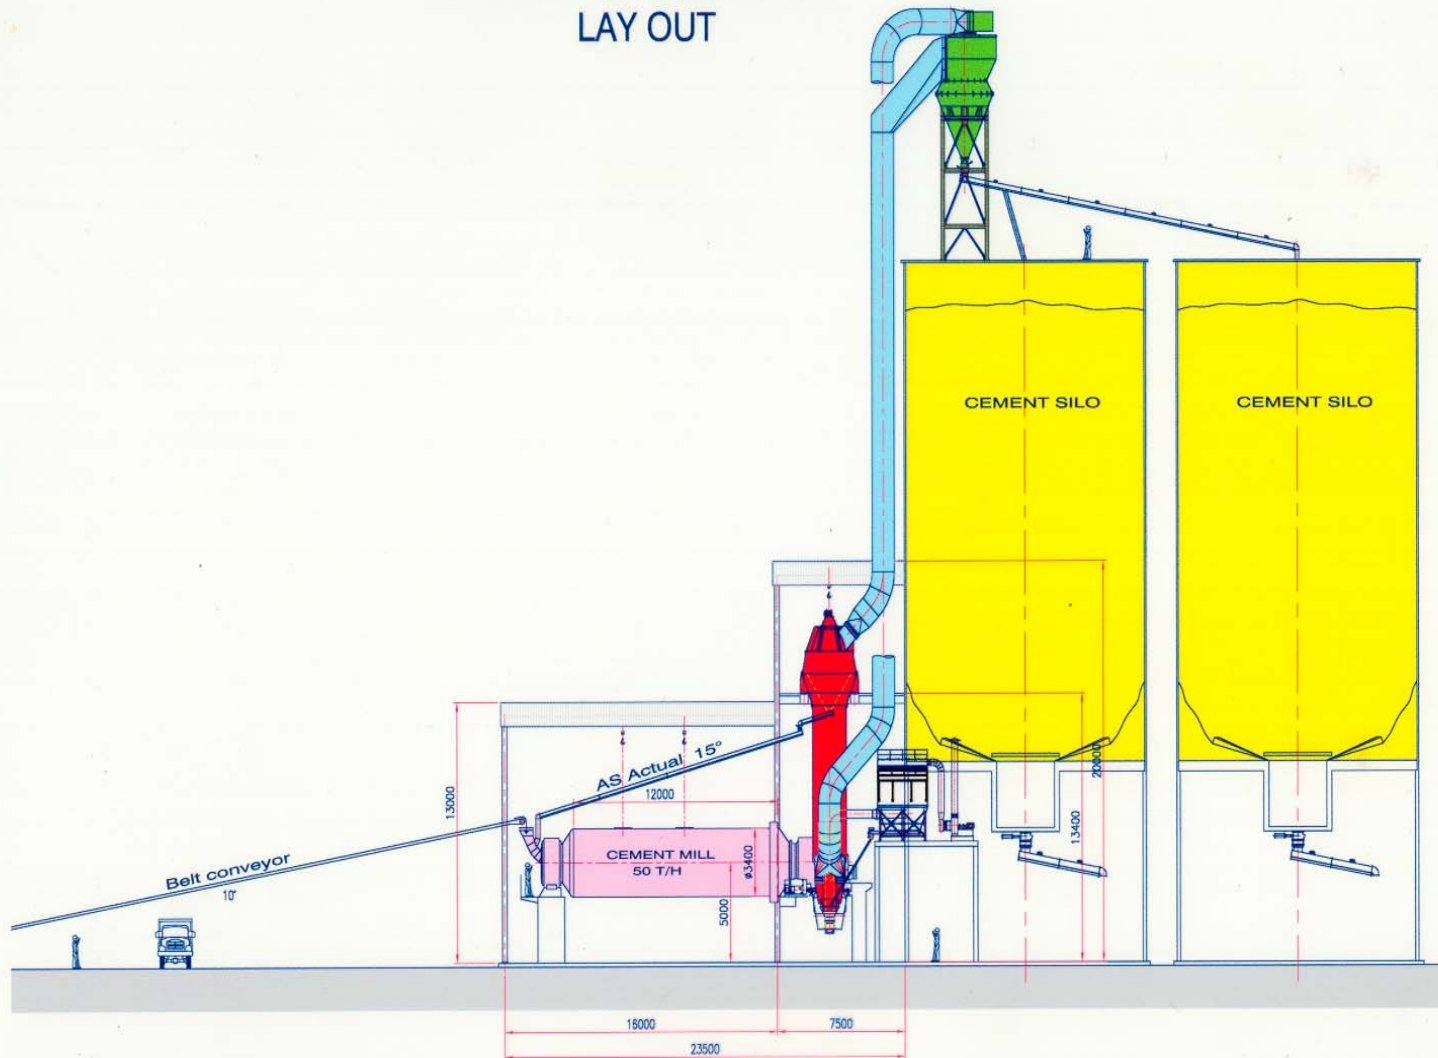 LAY OUT
CEMENT SILO
CEMENT SILO
AS Actual 15°
12000
13000
20000
13400
Belt conveyor
10°
CEMENT MILL
50 T/H
ø3400
5000
16000
7500
23500